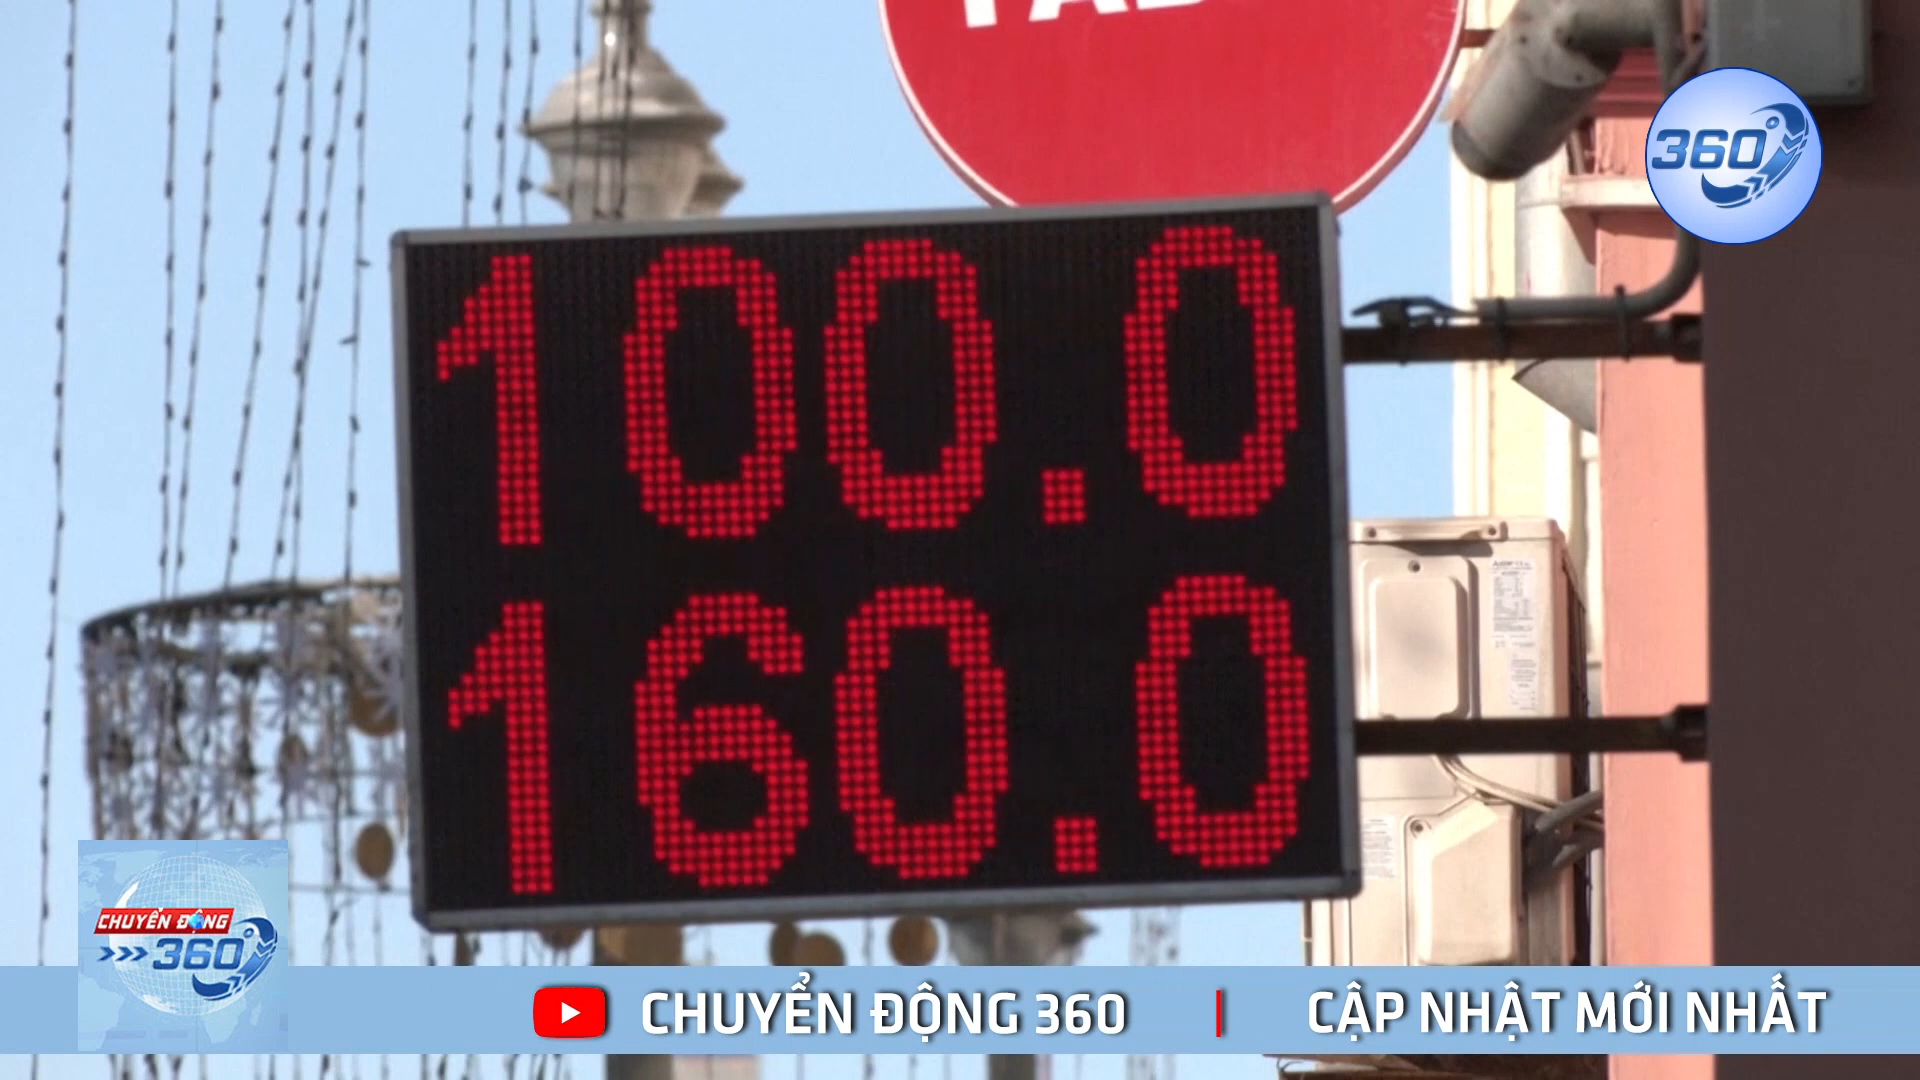 360°
100.0
160.0
CHUYỂN ĐỘNG
360°
CHUYỂN ĐỘNG 360 | CẬP NHẬT MỚI NHẤT